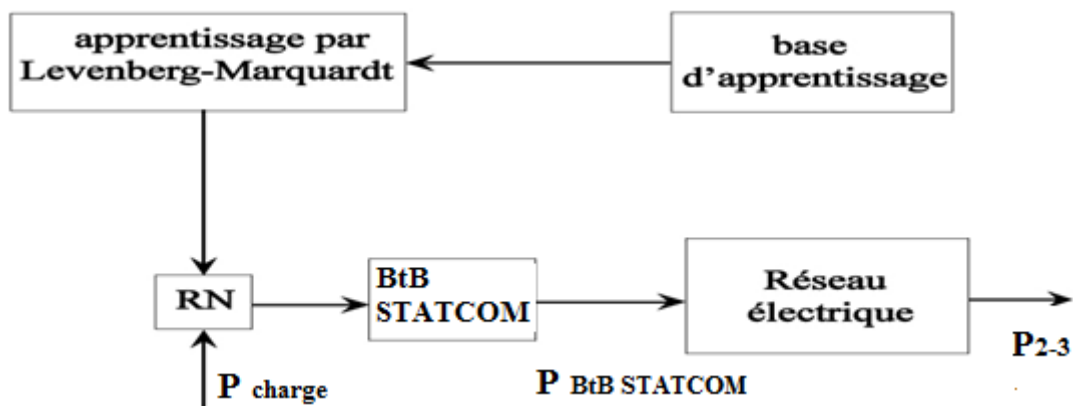 apprentissage par
Levenberg-Marquardt
base
d'apprentissage
RN
BtB
STATCOM
Réseau
électrique
P2-3
P charge
P BtB STATCOM